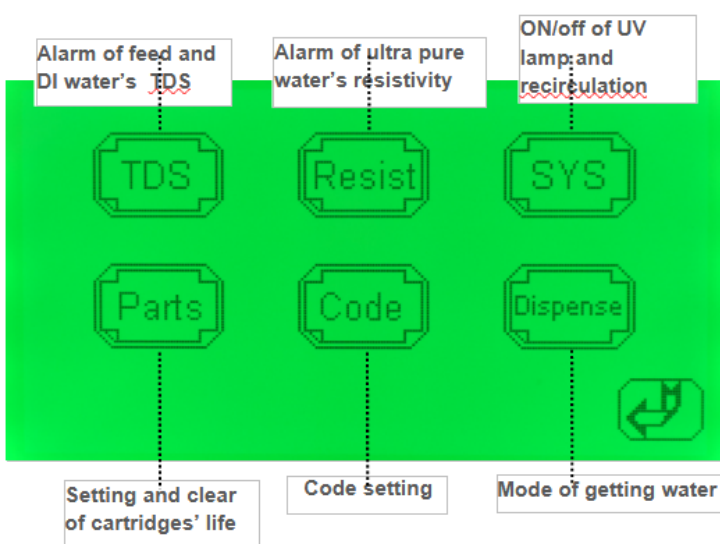 Alarm of feed and
DI water's TDS
Alarm of ultra pure
water's resistivity
ON/off of UV
lamp and
recirculation
TDS
Resist
SYS
Parts
Code
Dispense
Setting and clear
of cartridges' life
Code setting
Mode of getting water